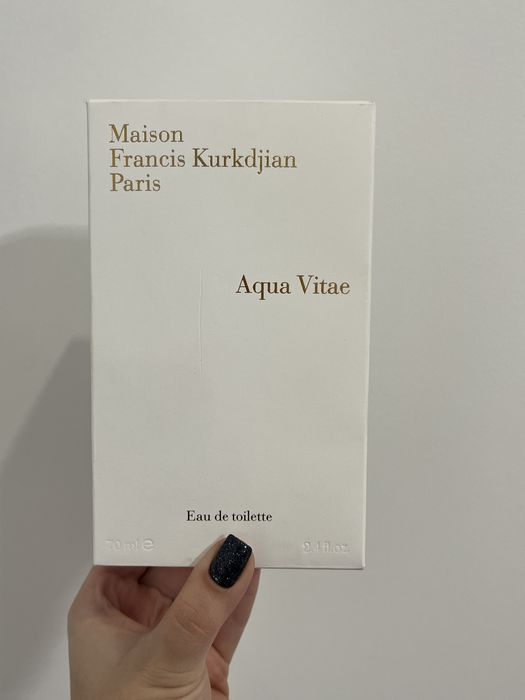 Maison
Francis Kurkdjian
Paris
Aqua Vitae
Eau de toilette
70 ml e 2.4 fl.oz.